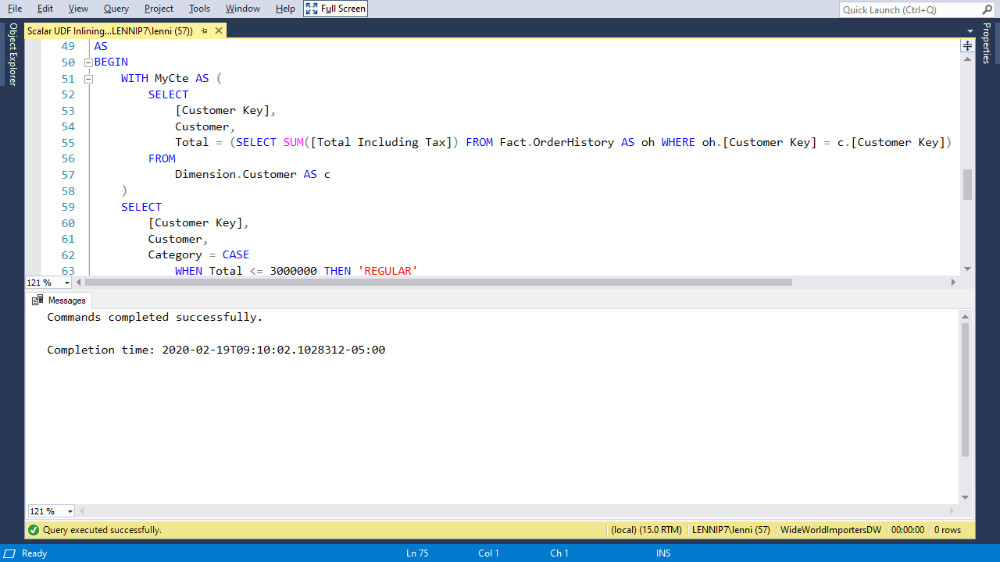 File Edit View Query Project Tools Window Help Full Screen
Quick Launch (Ctrl+Q)
Object Explorer
Scalar UDF Inlining...LENNIP7\lenni (57))
Properties
49 AS
50 BEGIN
51 WITH MyCte AS (
52 SELECT
53 [Customer Key],
54 Customer,
55 Total = (SELECT SUM([Total Including Tax]) FROM Fact.OrderHistory AS oh WHERE oh.[Customer Key] = c.[Customer Key])
56 FROM
57 Dimension.Customer AS c
58 )
59 SELECT
60 [Customer Key],
61 Customer,
62 Category = CASE
63 WHEN Total <= 3000000 THEN 'REGULAR'
121 %
Messages
Commands completed successfully.
Completion time: 2020-02-19T09:10:02.1028312-05:00
121 %
Query executed successfully. (local) (15.0 RTM) LENNIP7\lenni (57) WideWorldImportersDW 00:00:00 0 rows
Ready Ln 75 Col 1 Ch 1 INS